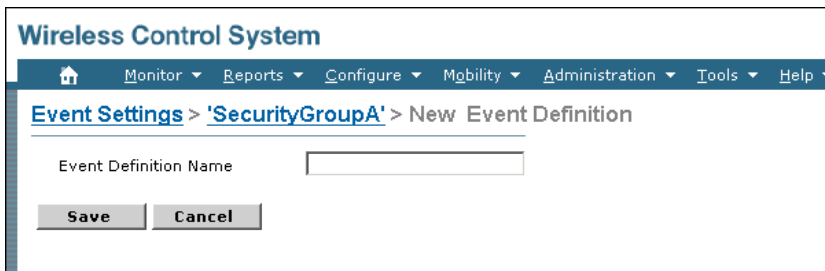 Wireless Control System
Monitor Reports Configure Mobility Administration Tools Help
Event Settings > 'SecurityGroupA' > New Event Definition
Event Definition Name
Save Cancel